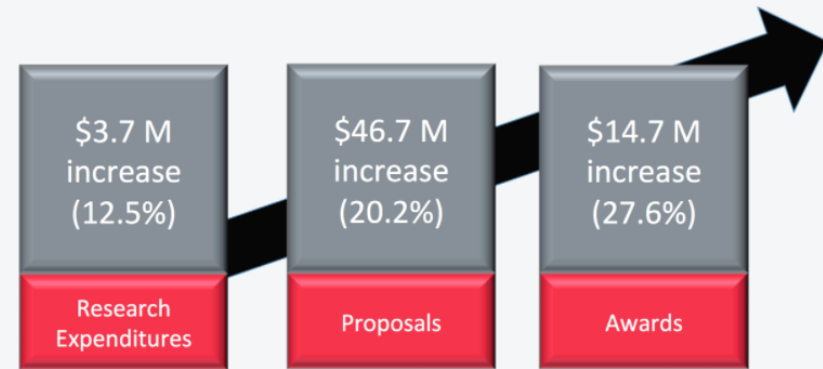 $3.7 M
increase
(12.5%)
Research
Expenditures
$46.7 M
increase
(20.2%)
Proposals
$14.7 M
increase
(27.6%)
Awards